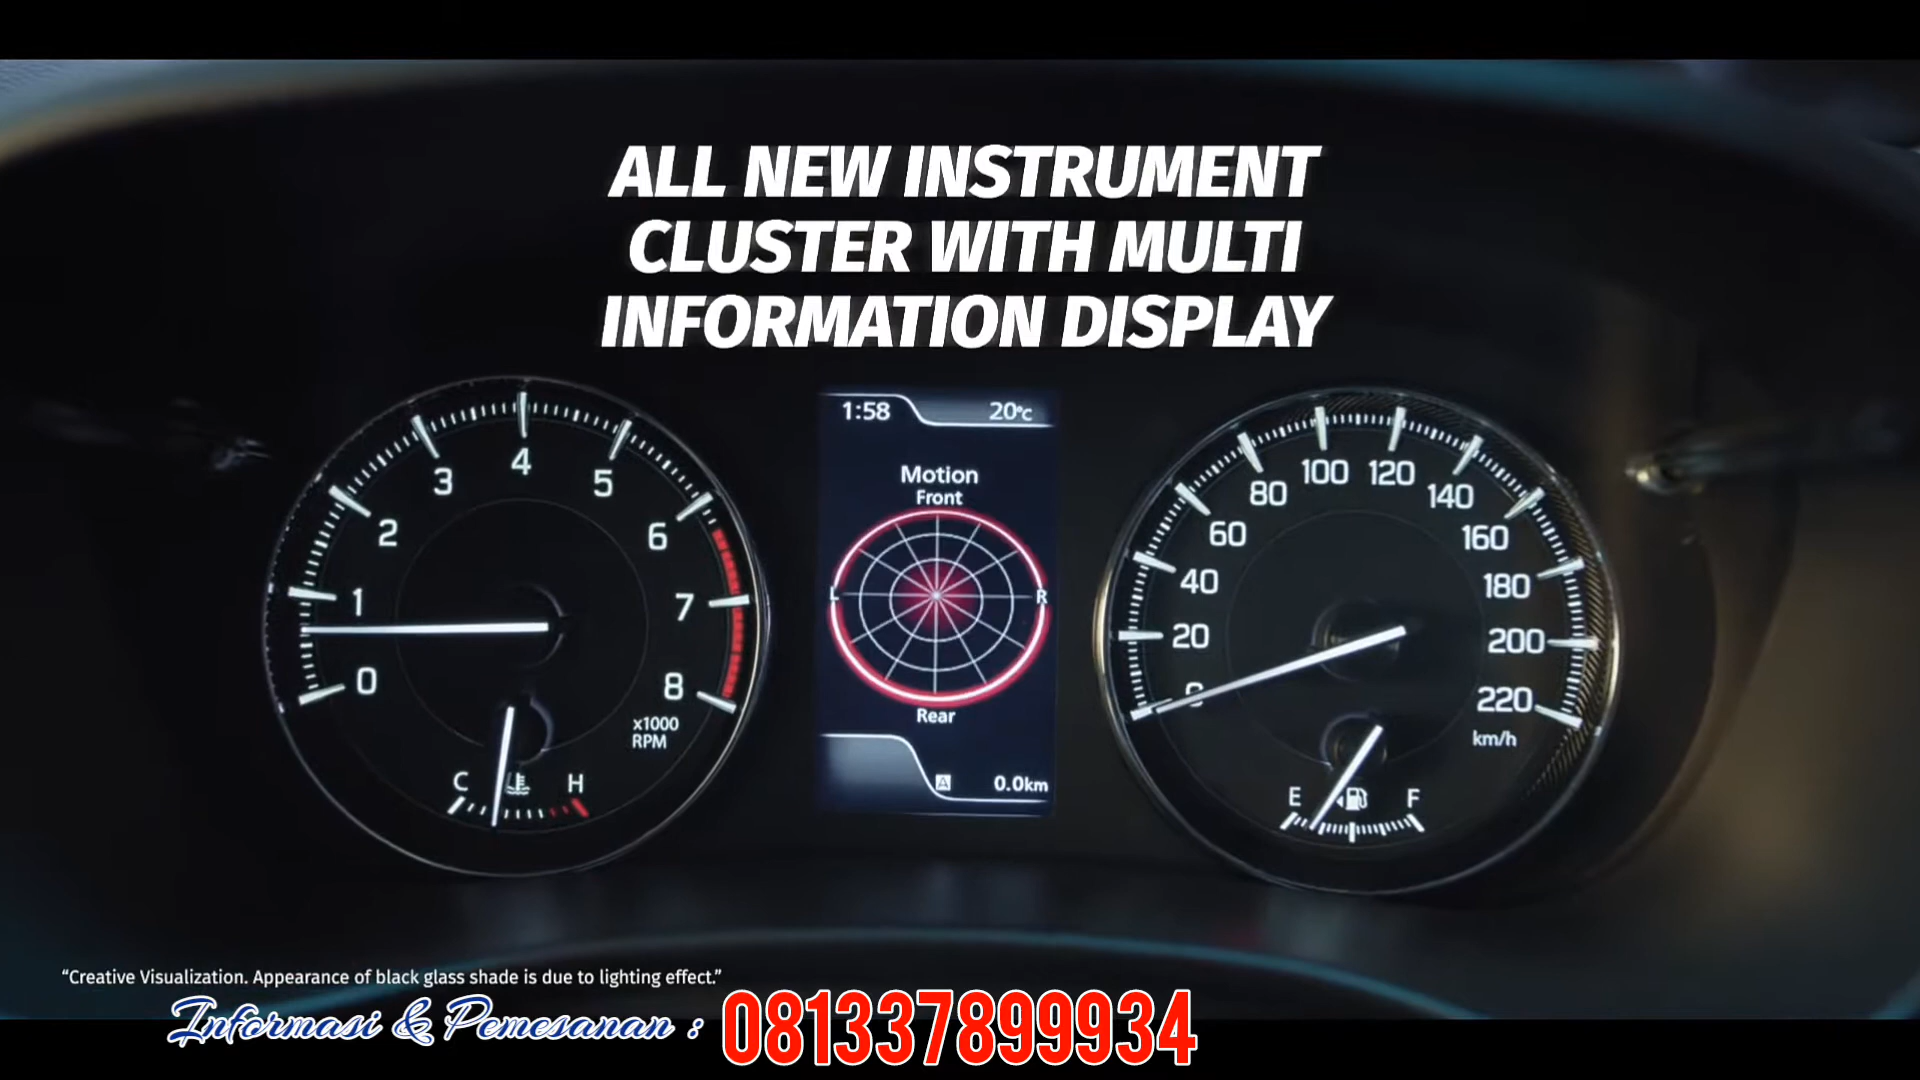 ALL NEW INSTRUMENT
CLUSTER WITH MULTI
INFORMATION DISPLAY
1:58 20°C
Motion
Front
L R
Rear
A 0.0km
0 1 2 3 4 5 6 7 8
x1000
RPM
C H
0 20 40 60 80 100 120 140 160 180 200 220
km/h
E F
“Creative Visualization. Appearance of black glass shade is due to lighting effect.”
Informasi & Pemesanan : 081337899934